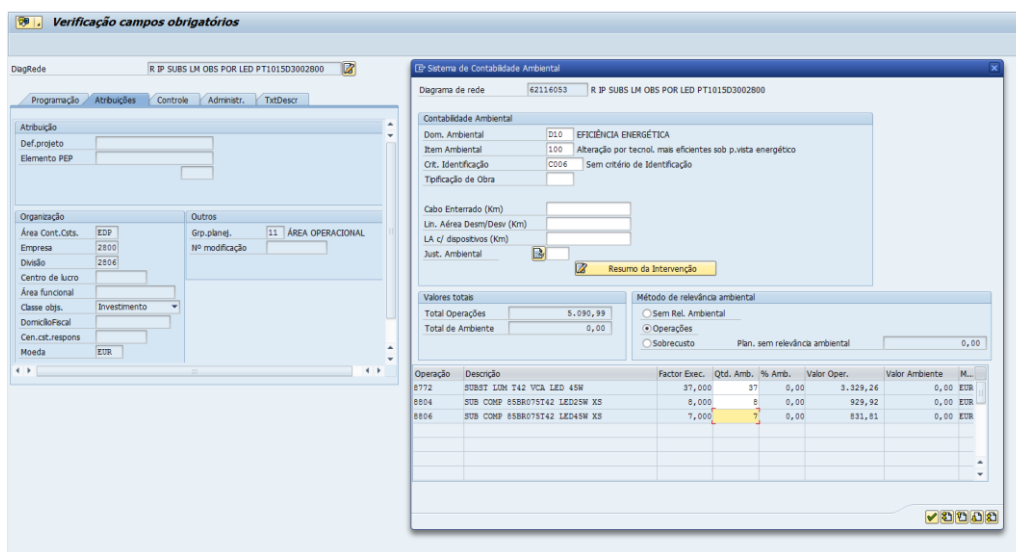 Verificação campos obrigatórios
DiagRede R IP SUBS LM OBS POR LED PT1015D3002800
Programação Atribuições Controle Administr. TxtDescr
Atribuição
Def.projeto
Elemento PEP
Organização
Área Cont.Csts. EDP
Empresa 2800
Divisão 2806
Centro de lucro
Área funcional
Classe objs. Investimento
DomicílioFiscal
Cen.cst.respons
Moeda EUR
Outros
Grp.planej. 11 ÁREA OPERACIONAL
Nº modificação
Sistema de Contabilidade Ambiental
Diagrama de rede 62116053 R IP SUBS LM OBS POR LED PT1015D3002800
Contabilidade Ambiental
Dom. Ambiental D10 EFICIÊNCIA ENERGÉTICA
Item Ambiental 100 Alteração por tecnol. mais eficientes sob p.vista energético
Crit. Identificação C006 Sem critério de Identificação
Tipificação de Obra
Cabo Enterrado (Km)
Lin. Aérea Desm/Desv (Km)
LA c/ dispositivos (Km)
Just. Ambiental
Resumo da Intervenção
Valores totais
Total Operações 5.090,99
Total de Ambiente 0,00
Método de relevância ambiental
Sem Rel. Ambiental
Operações
Sobrecusto Plan. sem relevância ambiental 0,00
Operação Descrição Factor Exec. Qtd. Amb. % Amb. Valor Oper. Valor Ambiente M...
8772 SUBST LUM T42 VCA LED 45W 37,000 37 0,00 3.329,26 0,00 EUR
8804 SUB COMP 85BR075T42 LED25W XS 8,000 8 0,00 929,92 0,00 EUR
8806 SUB COMP 85BR075T42 LED45W XS 7,000 7 0,00 831,81 0,00 EUR